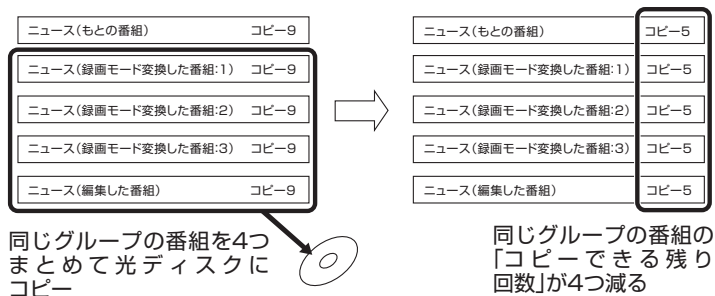 ニュース(もとの番組) コピー9
ニュース(録画モード変換した番組:1) コピー9
ニュース(録画モード変換した番組:2) コピー9
ニュース(録画モード変換した番組:3) コピー9
ニュース(編集した番組) コピー9
同じグループの番組を4つ
まとめて光ディスクに
コピー
ニュース(もとの番組) コピー5
ニュース(録画モード変換した番組:1) コピー5
ニュース(録画モード変換した番組:2) コピー5
ニュース(録画モード変換した番組:3) コピー5
ニュース(編集した番組) コピー5
同じグループの番組の
「コピーできる残り
回数」が4つ減る